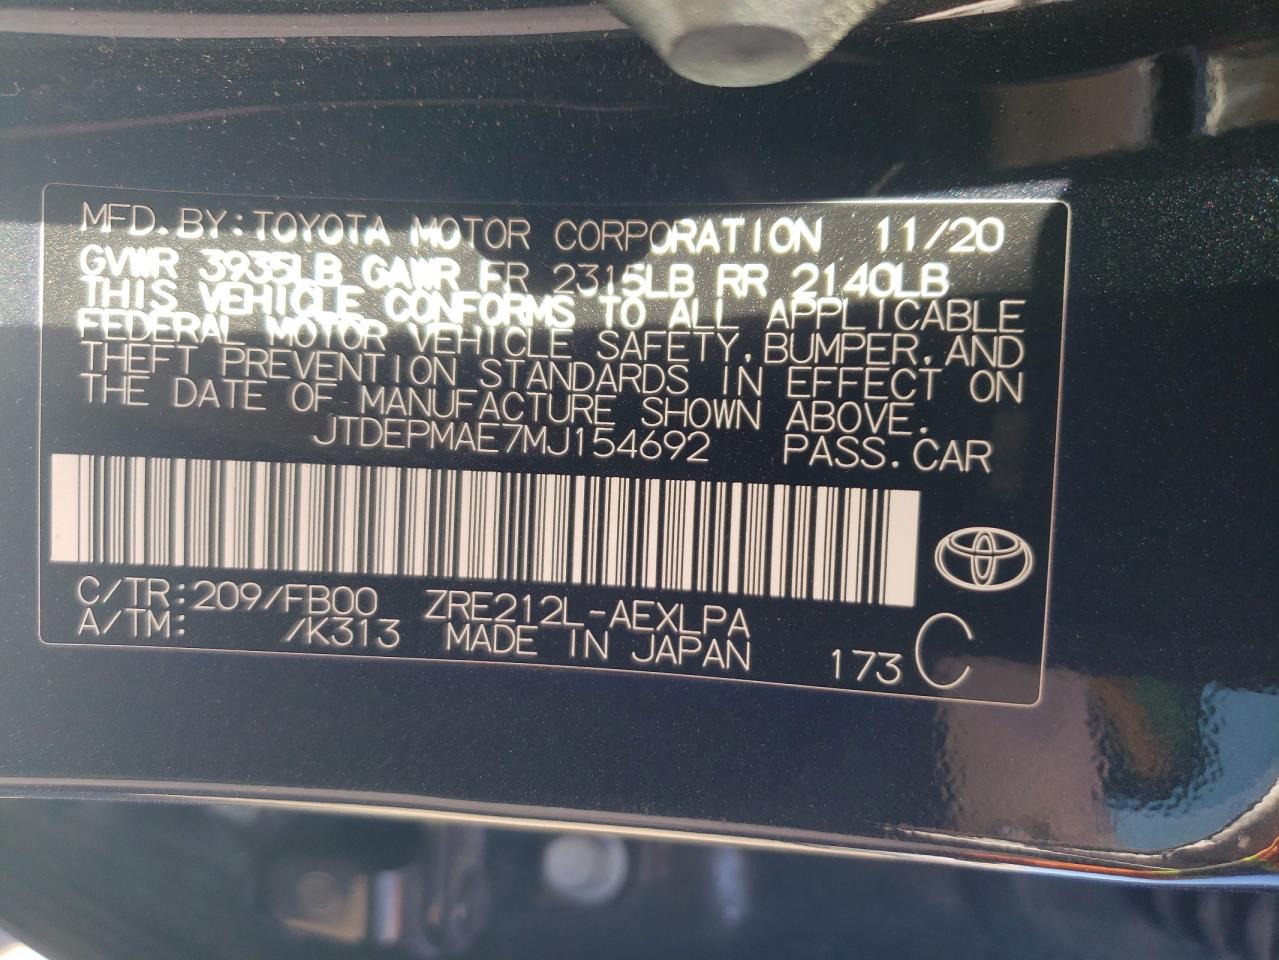 MFD.BY:TOYOTA MOTOR CORPORATION 11/20
GVWR 3935LB GAWR FR 2315LB RR 2140LB
THIS VEHICLE CONFORMS TO ALL APPLICABLE
FEDERAL MOTOR VEHICLE SAFETY, BUMPER, AND
THEFT PREVENTION STANDARDS IN EFFECT ON
THE DATE OF MANUFACTURE SHOWN ABOVE.
JTDEPMAE7MJ154692 PASS.CAR
C/TR:209/FB00 ZRE212L-AEXLPA
A/TM: /K313 MADE IN JAPAN 173 C